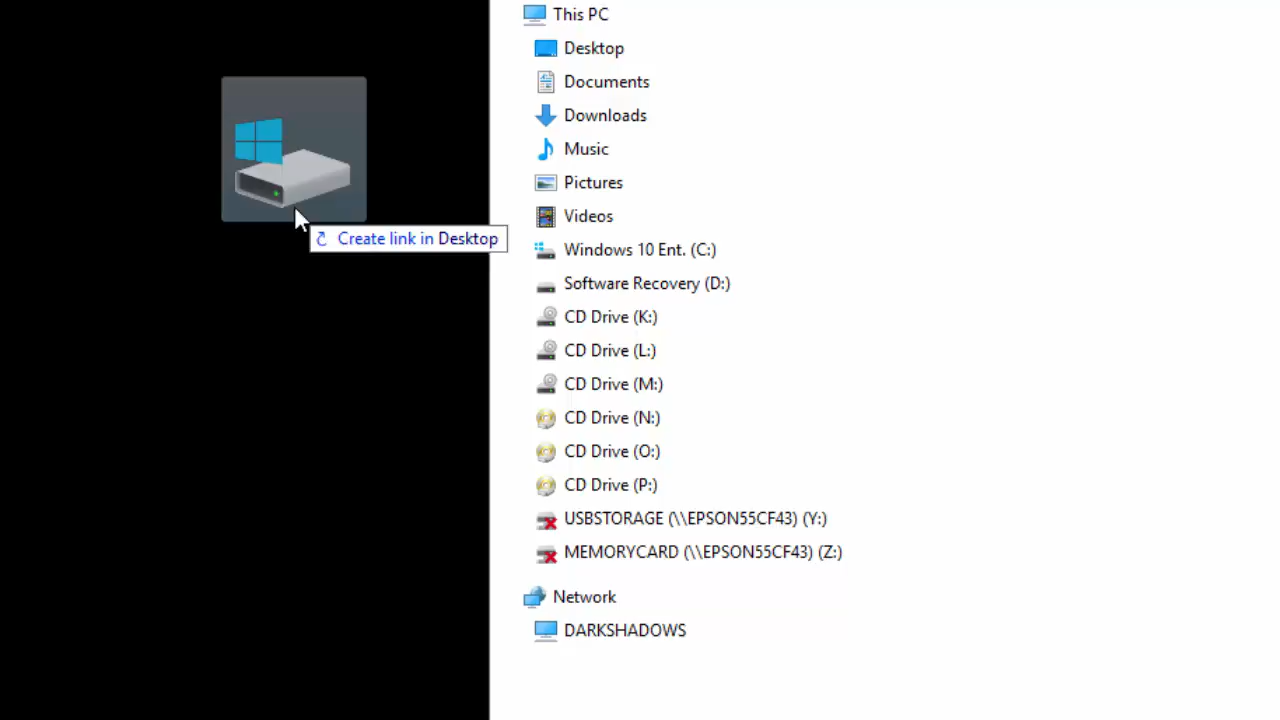 This PC
Desktop
Documents
Downloads
Music
Pictures
Videos
Create link in Desktop
Windows 10 Ent. (C:)
Software Recovery (D:)
CD Drive (K:)
CD Drive (L:)
CD Drive (M:)
CD Drive (N:)
CD Drive (O:)
CD Drive (P:)
USBSTORAGE (\\EPSON55CF43) (Y:)
MEMORYCARD (\\EPSON55CF43) (Z:)
Network
DARKSHADOWS